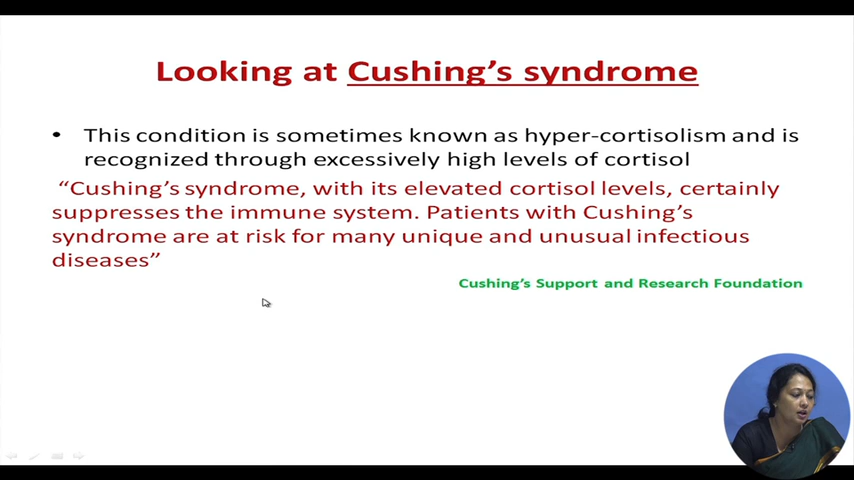 Looking at Cushing's syndrome
• This condition is sometimes known as hyper-cortisolism and is
recognized through excessively high levels of cortisol
“Cushing’s syndrome, with its elevated cortisol levels, certainly
suppresses the immune system. Patients with Cushing’s
syndrome are at risk for many unique and unusual infectious
diseases”
Cushing’s Support and Research Foundation